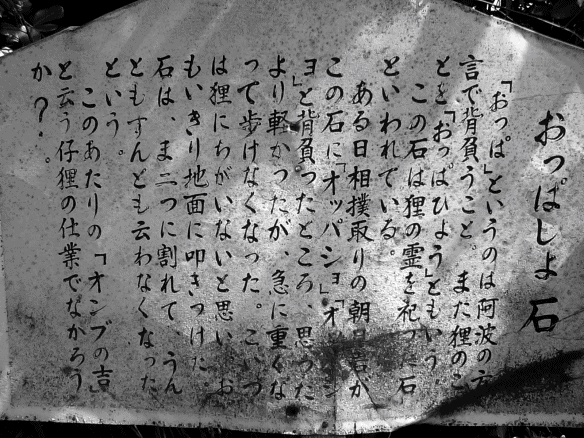 おっぱしょ石
「おっぱ」というのは阿波の方
言で背負うこと。また狸のこ
とを「おっぱひょう」ともいう。
この石は狸の霊を祀った石
といわれている。
ある日相撲取りの朝日岩が
この石に「オッパショ」「オッパシ
ョ」と背負ったところ、思った
より軽かったが、急に重くな
って歩けなくなった。こいつ
は狸にちがいないと思い、お
もいきり地面に叩きつけた。
石は、まニつに割れて、うん
ともすんとも云わなくなった
という。
このあたりの「オンブの吉」
と云う仔狸の仕業でなかろう
か？。